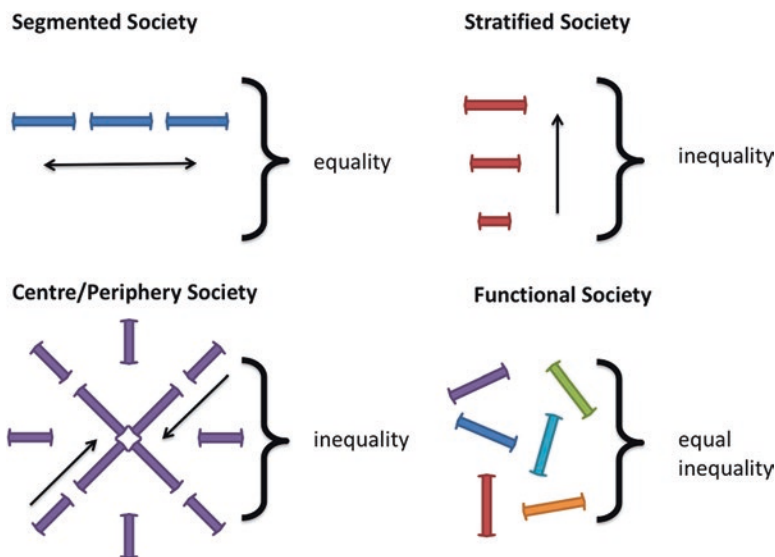 Segmented Society
equality
Stratified Society
inequality
Centre/Periphery Society
inequality
Functional Society
equal
inequality